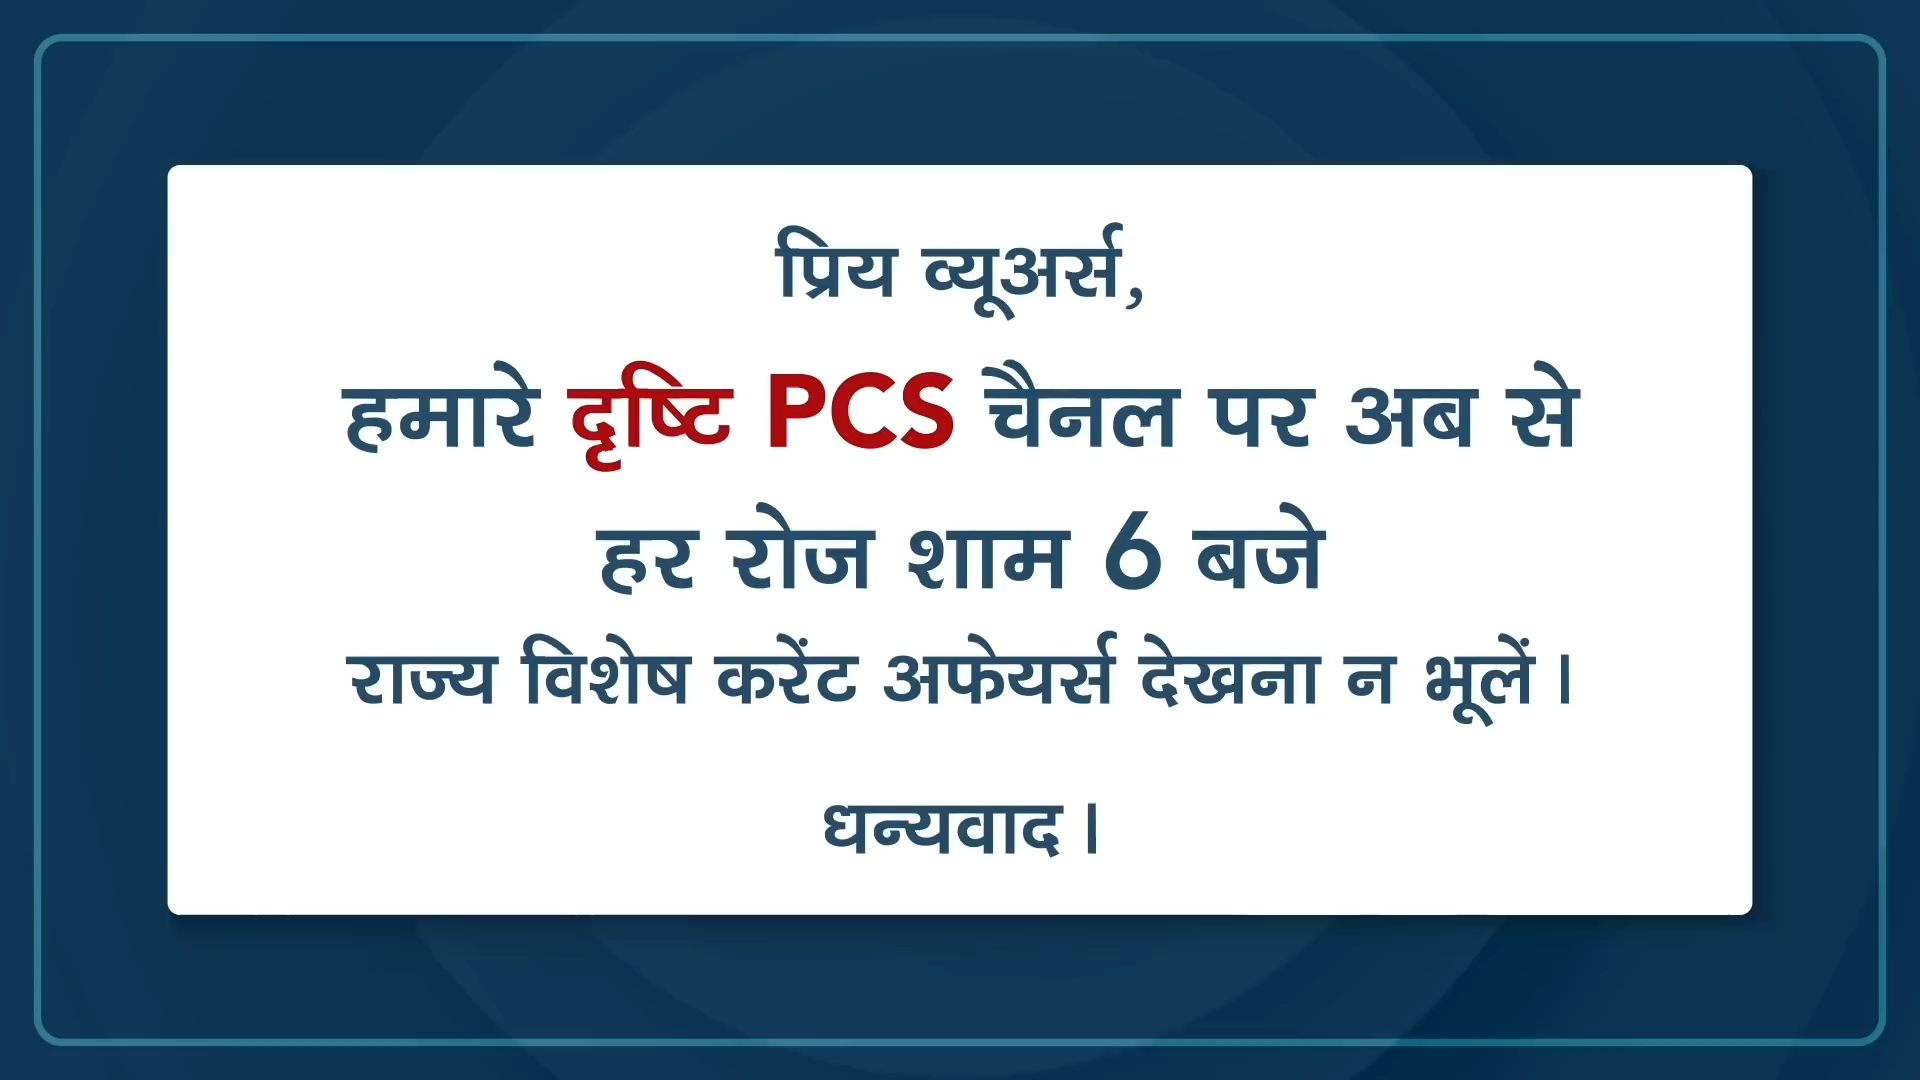 प्रिय व्यूअर्स,
हमारे दृष्टि PCS चैनल पर अब से
हर रोज शाम 6 बजे
राज्य विशेष करेंट अफेयर्स देखना न भूलें।
धन्यवाद।